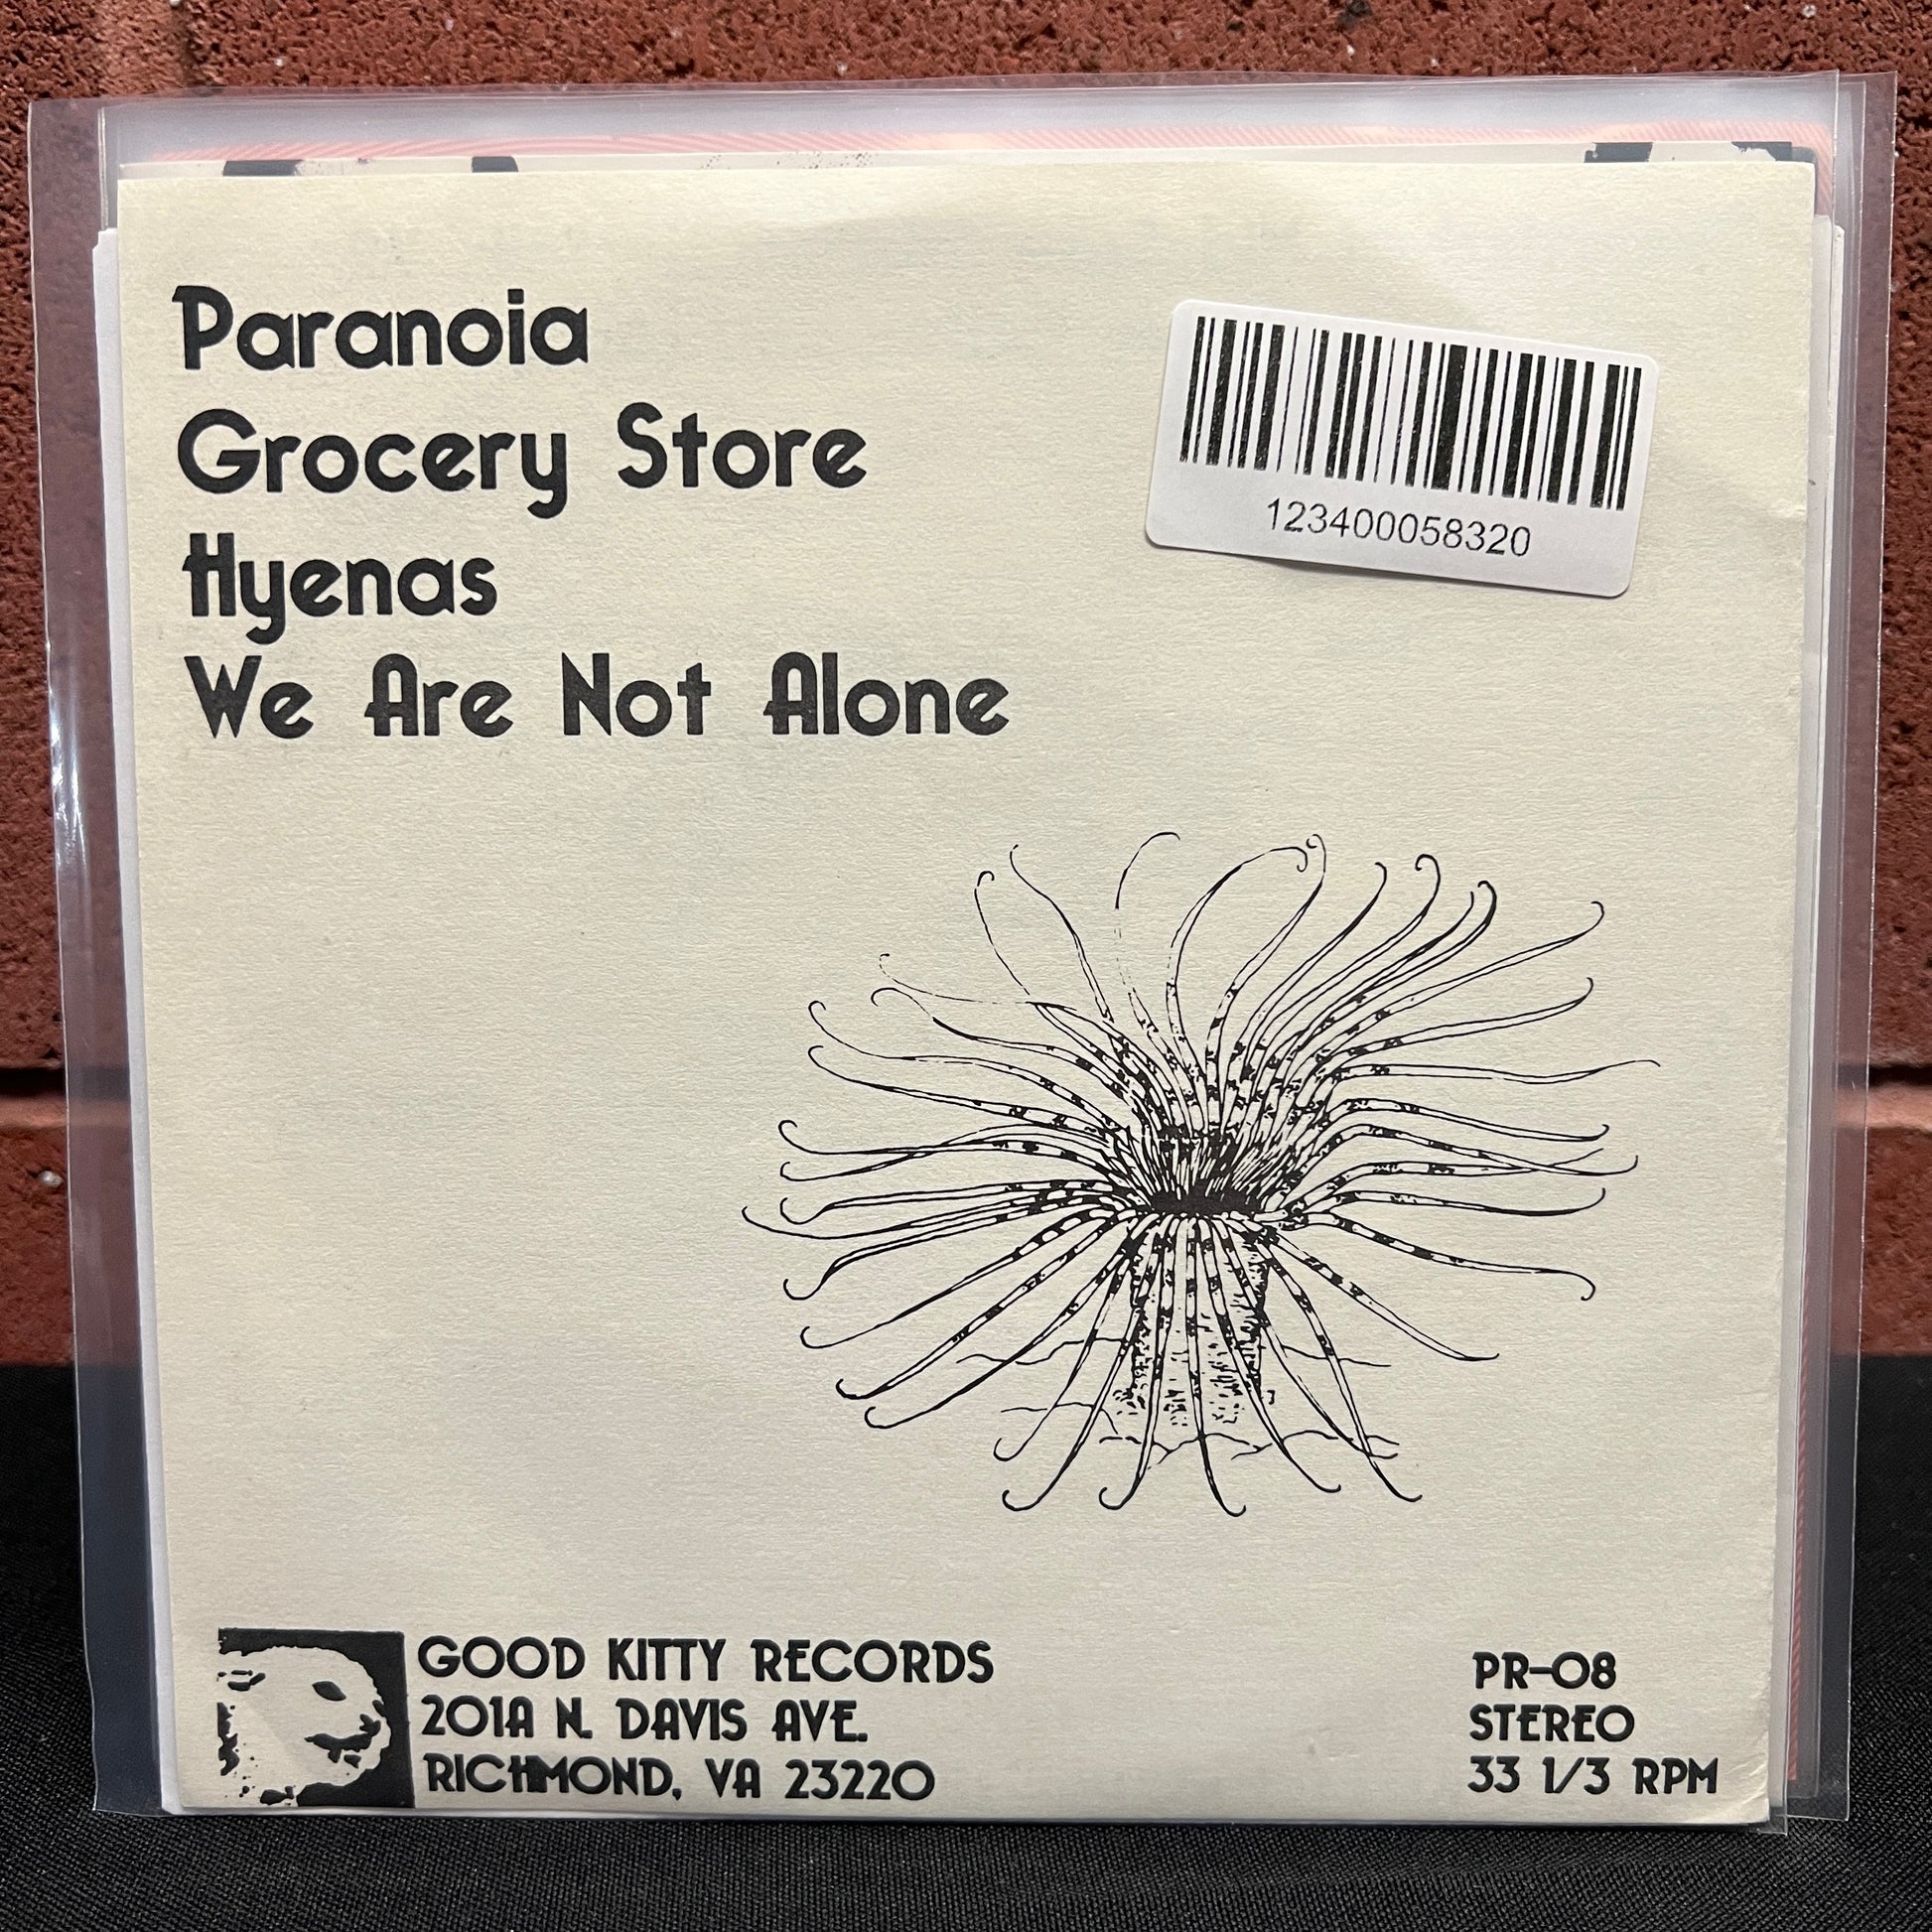 Paranoia
Grocery Store
Hyenas
We Are Not Alone
123400058320
GOOD KITTY RECORDS
201A N. DAVIS AVE.
RICHMOND, VA 23220
PR-08
STEREO
33 1/3 RPM